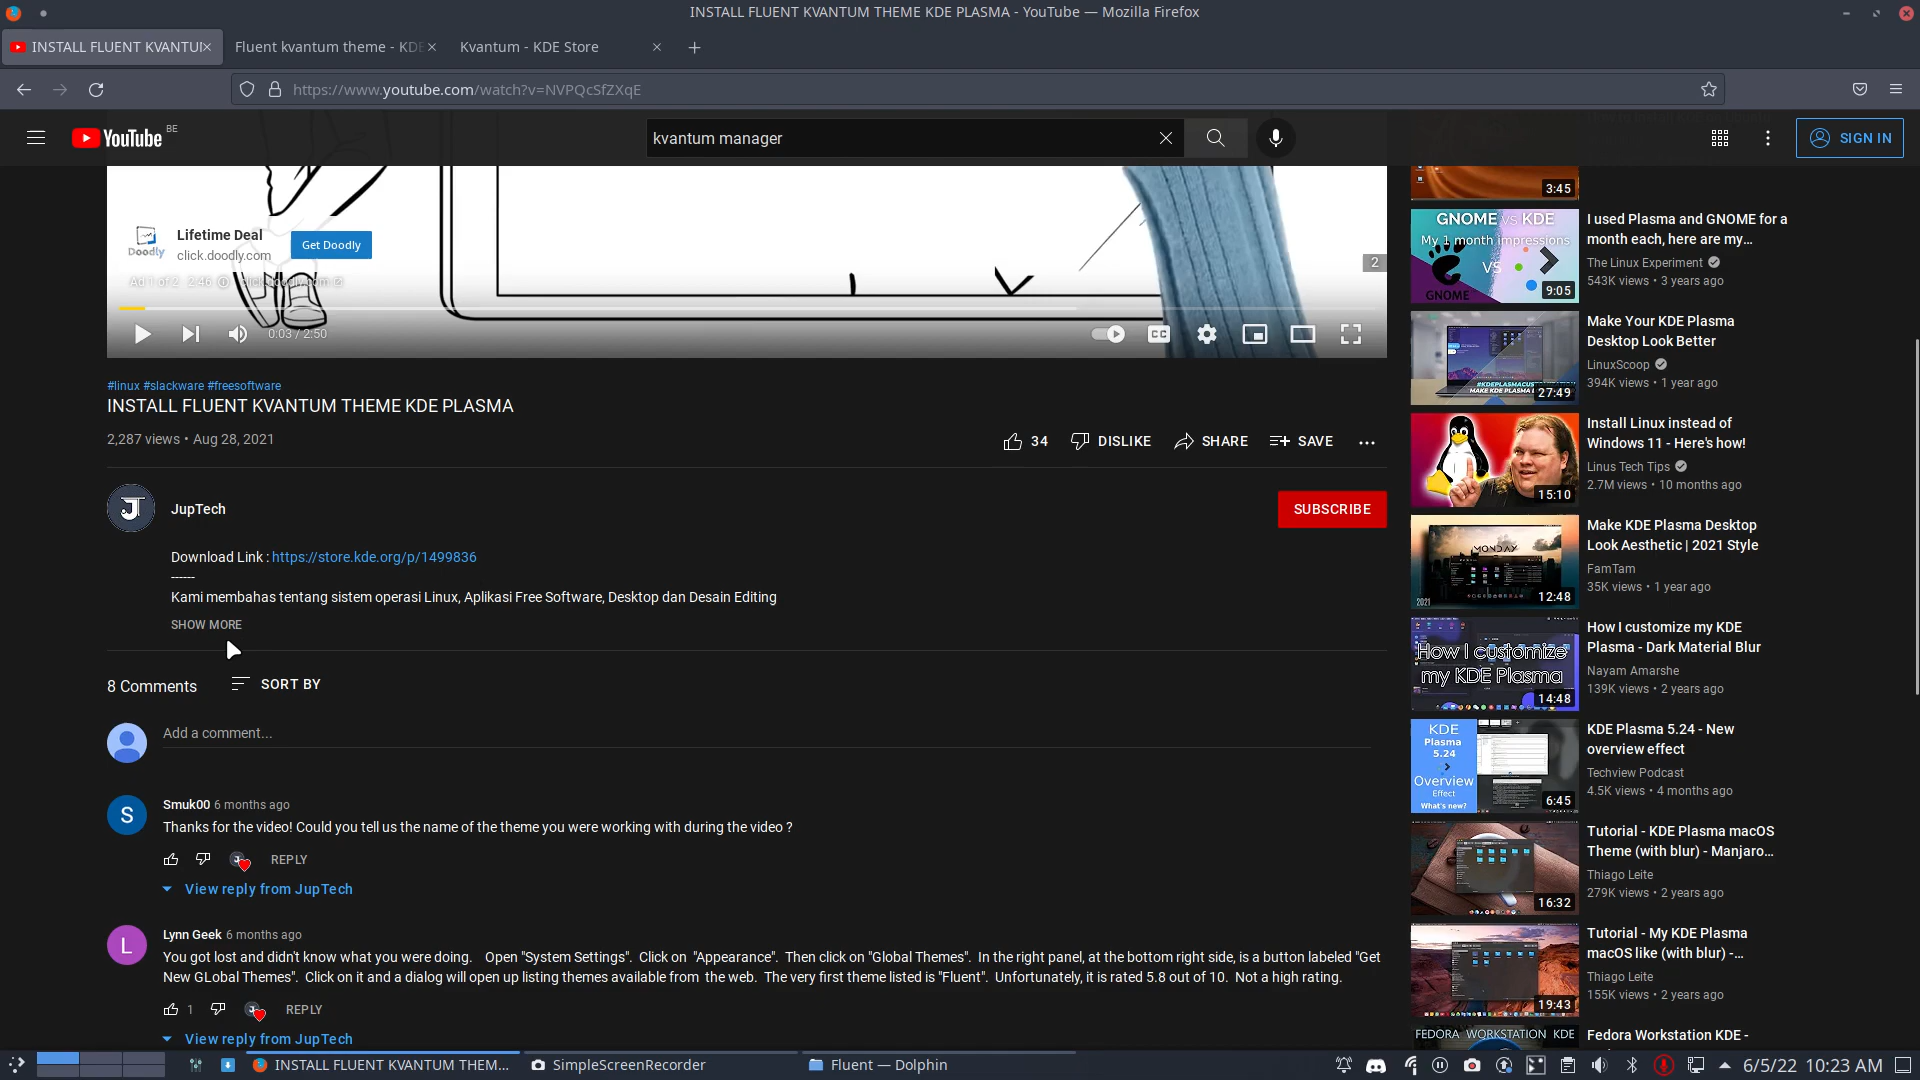 INSTALL FLUENT KVANTUM THEME KDE PLASMA - YouTube — Mozilla Firefox
INSTALL FLUENT KVANTUM
Fluent kvantum theme - KDE
Kvantum - KDE Store
https://www.youtube.com/watch?v=NVPQcSfZXqE
YouTube BE
kvantum manager
SIGN IN
Lifetime Deal
click.doodly.com
Doodly
Get Doodly
Ad 1 of 2 · 2:46 click.doodly.com
2
0:03 / 2:50
CC
#linux #slackware #freesoftware
INSTALL FLUENT KVANTUM THEME KDE PLASMA
2,287 views • Aug 28, 2021
34
DISLIKE
SHARE
SAVE
J
JupTech
SUBSCRIBE
Download Link : https://store.kde.org/p/1499836
------
Kami membahas tentang sistem operasi Linux, Aplikasi Free Software, Desktop dan Desain Editing
SHOW MORE
8 Comments
SORT BY
Add a comment...
S
Smuk00 6 months ago
Thanks for the video! Could you tell us the name of the theme you were working with during the video ?
REPLY
View reply from JupTech
L
Lynn Geek 6 months ago
You got lost and didn't know what you were doing. Open "System Settings". Click on "Appearance". Then click on "Global Themes". In the right panel, at the bottom right side, is a button labeled "Get
New GLobal Themes". Click on it and a dialog will open up listing themes available from the web. The very first theme listed is "Fluent". Unfortunately, it is rated 5.8 out of 10. Not a high rating.
1
REPLY
View reply from JupTech
3:45
GNOME vs KDE
My 1 month impressions
VS
GNOME
9:05
I used Plasma and GNOME for a
month each, here are my...
The Linux Experiment
543K views • 3 years ago
#KDEPLASMACUSTOMIZATION
27:49
Make Your KDE Plasma
Desktop Look Better
LinuxScoop
394K views • 1 year ago
15:10
Install Linux instead of
Windows 11 - Here's how!
Linus Tech Tips
2.7M views • 10 months ago
MONDAY
2021
12:48
Make KDE Plasma Desktop
Look Aesthetic | 2021 Style
FamTam
35K views • 1 year ago
How I customize
my KDE Plasma
14:48
How I customize my KDE
Plasma - Dark Material Blur
Nayam Amarshe
139K views • 2 years ago
KDE
Plasma
5.24
Overview
Effect
What's new?
6:45
KDE Plasma 5.24 - New
overview effect
Techview Podcast
4.5K views • 4 months ago
16:32
Tutorial - KDE Plasma macOS
Theme (with blur) - Manjaro...
Thiago Leite
279K views • 2 years ago
19:43
Tutorial - My KDE Plasma
macOS like (with blur) -...
Thiago Leite
155K views • 2 years ago
FEDORA WORKSTATION KDE
Fedora Workstation KDE -
INSTALL FLUENT KVANTUM THEM...
SimpleScreenRecorder
Fluent — Dolphin
6/5/22 10:23 AM